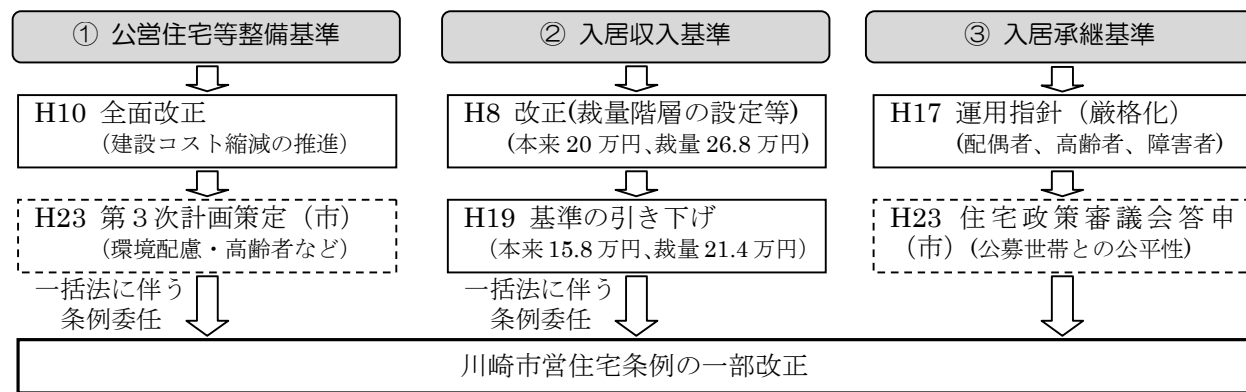 ① 公営住宅等整備基準
H10 全面改正
(建設コスト縮減の推進)
H23 第3次計画策定(市)
(環境配慮・高齢者など)
一括法に伴う
条例委任
② 入居収入基準
H8 改正(裁量階層の設定等)
(本来 20 万円、裁量 26.8 万円)
H19 基準の引き下げ
(本来 15.8 万円、裁量 21.4 万円)
一括法に伴う
条例委任
③ 入居承継基準
H17 運用指針(厳格化)
(配偶者、高齢者、障害者)
H23 住宅政策審議会答申
(市)(公募世帯との公平性)
川崎市営住宅条例の一部改正